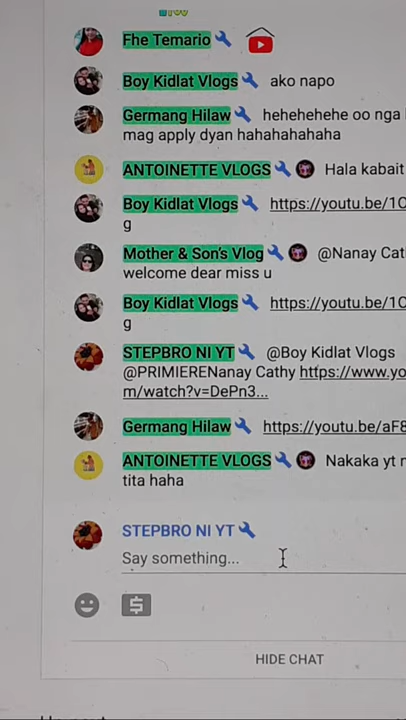 Fhe Temario
Boy Kidlat Vlogs ako napo
Germang Hilaw hehehehehe oo nga
mag apply dyan hahahahahaha
ANTOINETTE VLOGS Hala kabait
Boy Kidlat Vlogs https://youtu.be/1
g
Mother & Son's Vlog @Nanay Cat
welcome dear miss u
Boy Kidlat Vlogs https://youtu.be/1
g
STEPBRO NI YT @Boy Kidlat Vlogs
@PRIMIERENanay Cathy https://www.yo
m/watch?v=DePn3...
Germang Hilaw https://youtu.be/aF8
ANTOINETTE VLOGS Nakaka yt
tita haha
STEPBRO NI YT
Say something...
HIDE CHAT